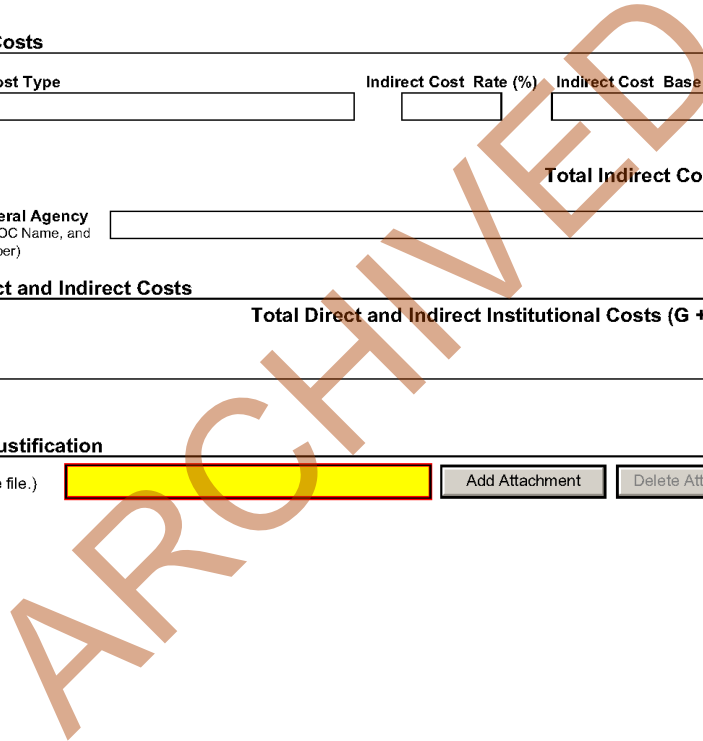 Costs
ost Type Indirect Cost Rate (%) Indirect Cost Base
Total Indirect Co
eral Agency
OC Name, and
ber)
ct and Indirect Costs
Total Direct and Indirect Institutional Costs (G +
ustification
e file.) Add Attachment Delete Att
ARCHIVED